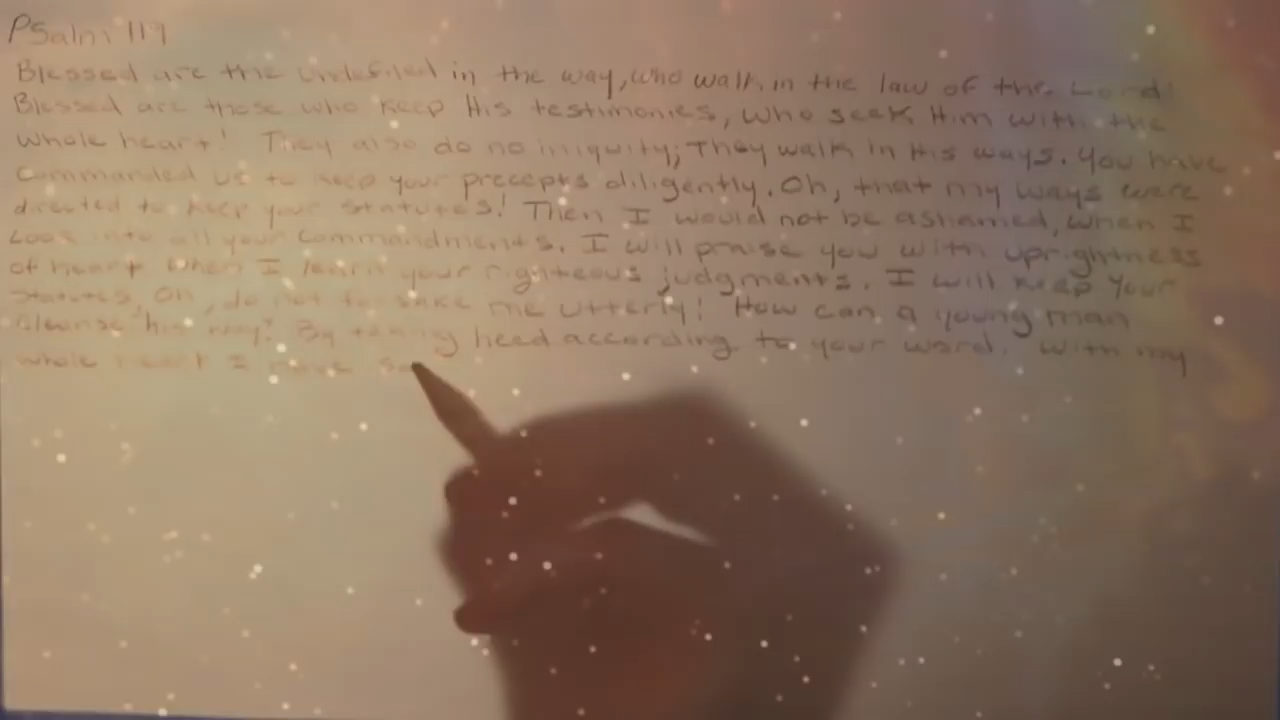 Psalm 119
Blessed are the undefiled in the way, who walk in the law of the Lord!
Blessed are those who keep His testimonies, who seek Him with the
whole heart! They also do no iniquity; They walk in His ways. You have
commanded us to keep your precepts diligently. Oh, that my ways were
directed to keep your statutes! Then I would not be ashamed, when I
Look into all your commandments. I will praise you with uprightness
of heart when I learn your righteous judgments. I will keep your
statutes, Oh, do not me utterly! How can a young man
cleanse his way? By taking heed according to your word. With my
whole heart I have